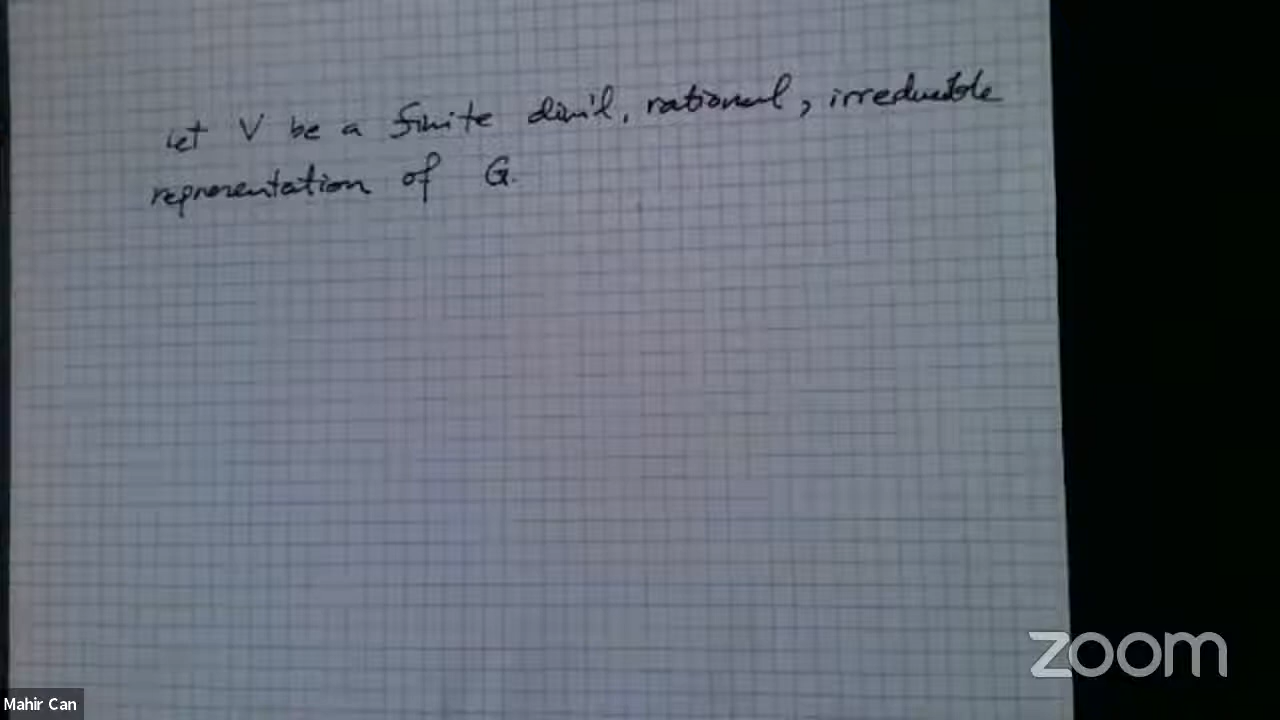 Let V be a finite dim'l, rational, irreducible
representation of G.
zoom
Mahir Can